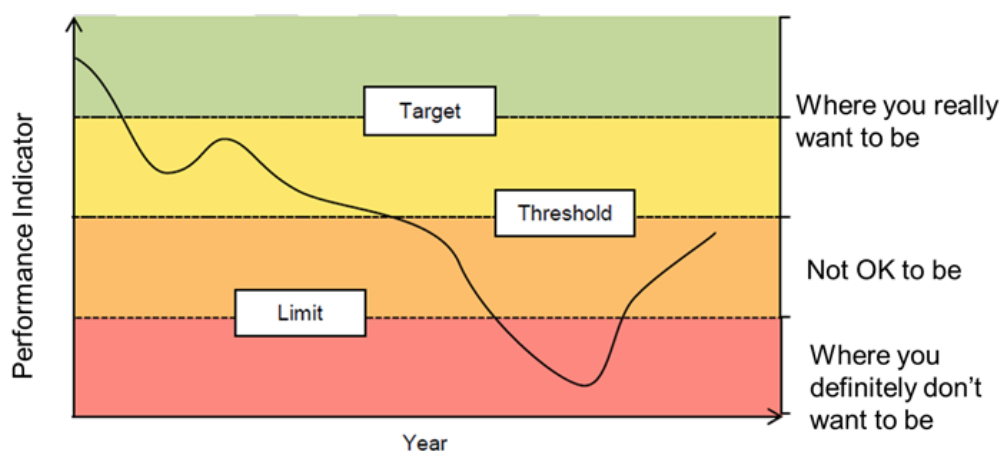 Performance Indicator
Target
Threshold
Limit
Year
Where you really
want to be
Not OK to be
Where you
definitely don't
want to be